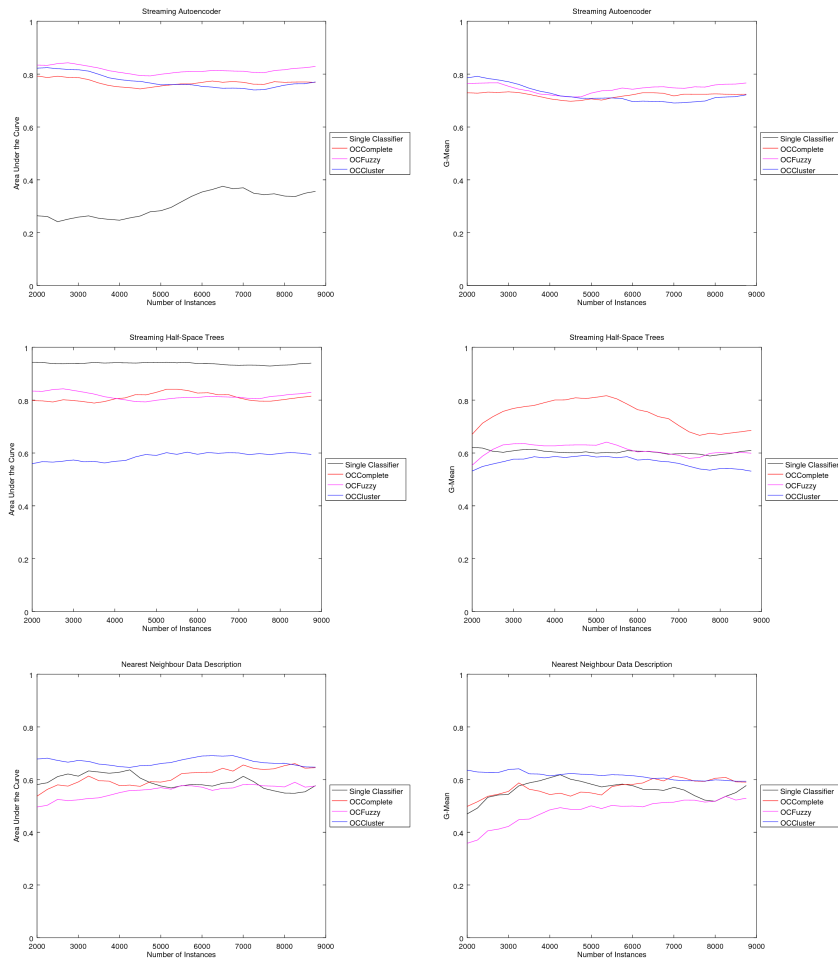 Streaming Autoencoder
1
0.8
0.6
0.4
0.2
0
Area Under the Curve
2000 3000 4000 5000 6000 7000 8000 9000
Number of Instances
Single Classifier
OCComplete
OCFuzzy
OCCluster
Streaming Autoencoder
1
0.8
0.6
0.4
0.2
0
G-Mean
2000 3000 4000 5000 6000 7000 8000 9000
Number of Instances
Single Classifier
OCComplete
OCFuzzy
OCCluster
Streaming Half-Space Trees
1
0.8
0.6
0.4
0.2
0
Area Under the Curve
2000 3000 4000 5000 6000 7000 8000 9000
Number of Instances
Single Classifier
OCComplete
OCFuzzy
OCCluster
Streaming Half-Space Trees
1
0.8
0.6
0.4
0.2
0
G-Mean
2000 3000 4000 5000 6000 7000 8000 9000
Number of Instances
Single Classifier
OCComplete
OCFuzzy
OCCluster
Nearest Neighbour Data Description
1
0.8
0.6
0.4
0.2
0
Area Under the Curve
2000 3000 4000 5000 6000 7000 8000 9000
Number of Instances
Single Classifier
OCComplete
OCFuzzy
OCCluster
Nearest Neighbour Data Description
1
0.8
0.6
0.4
0.2
0
G-Mean
2000 3000 4000 5000 6000 7000 8000 9000
Number of Instances
Single Classifier
OCComplete
OCFuzzy
OCCluster